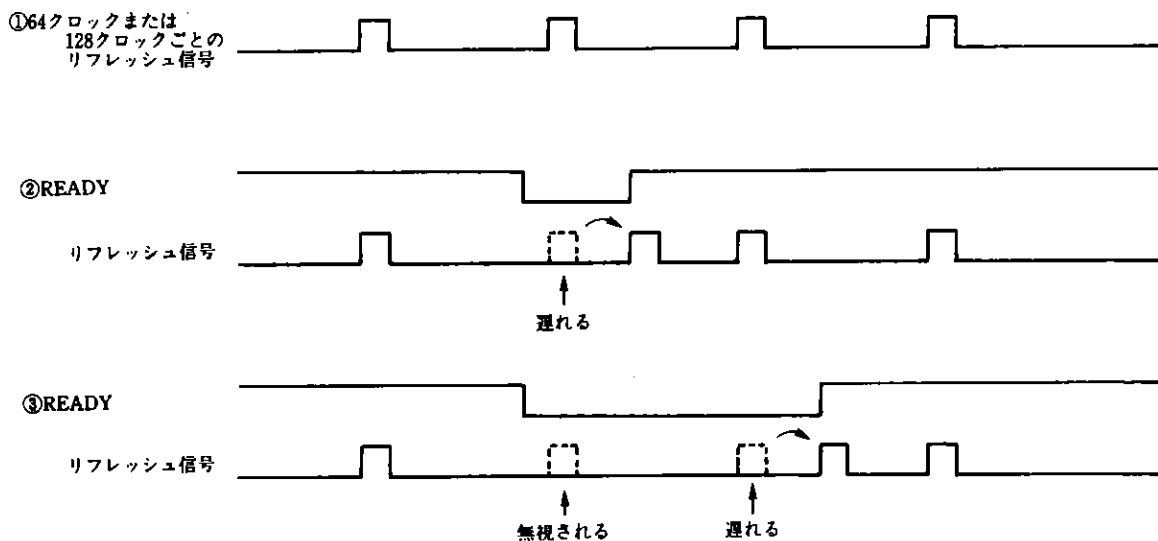 ①64クロックまたは
128クロックごとの
リフレッシュ信号
②READY
リフレッシュ信号
遅れる
③READY
リフレッシュ信号
無視される
遅れる